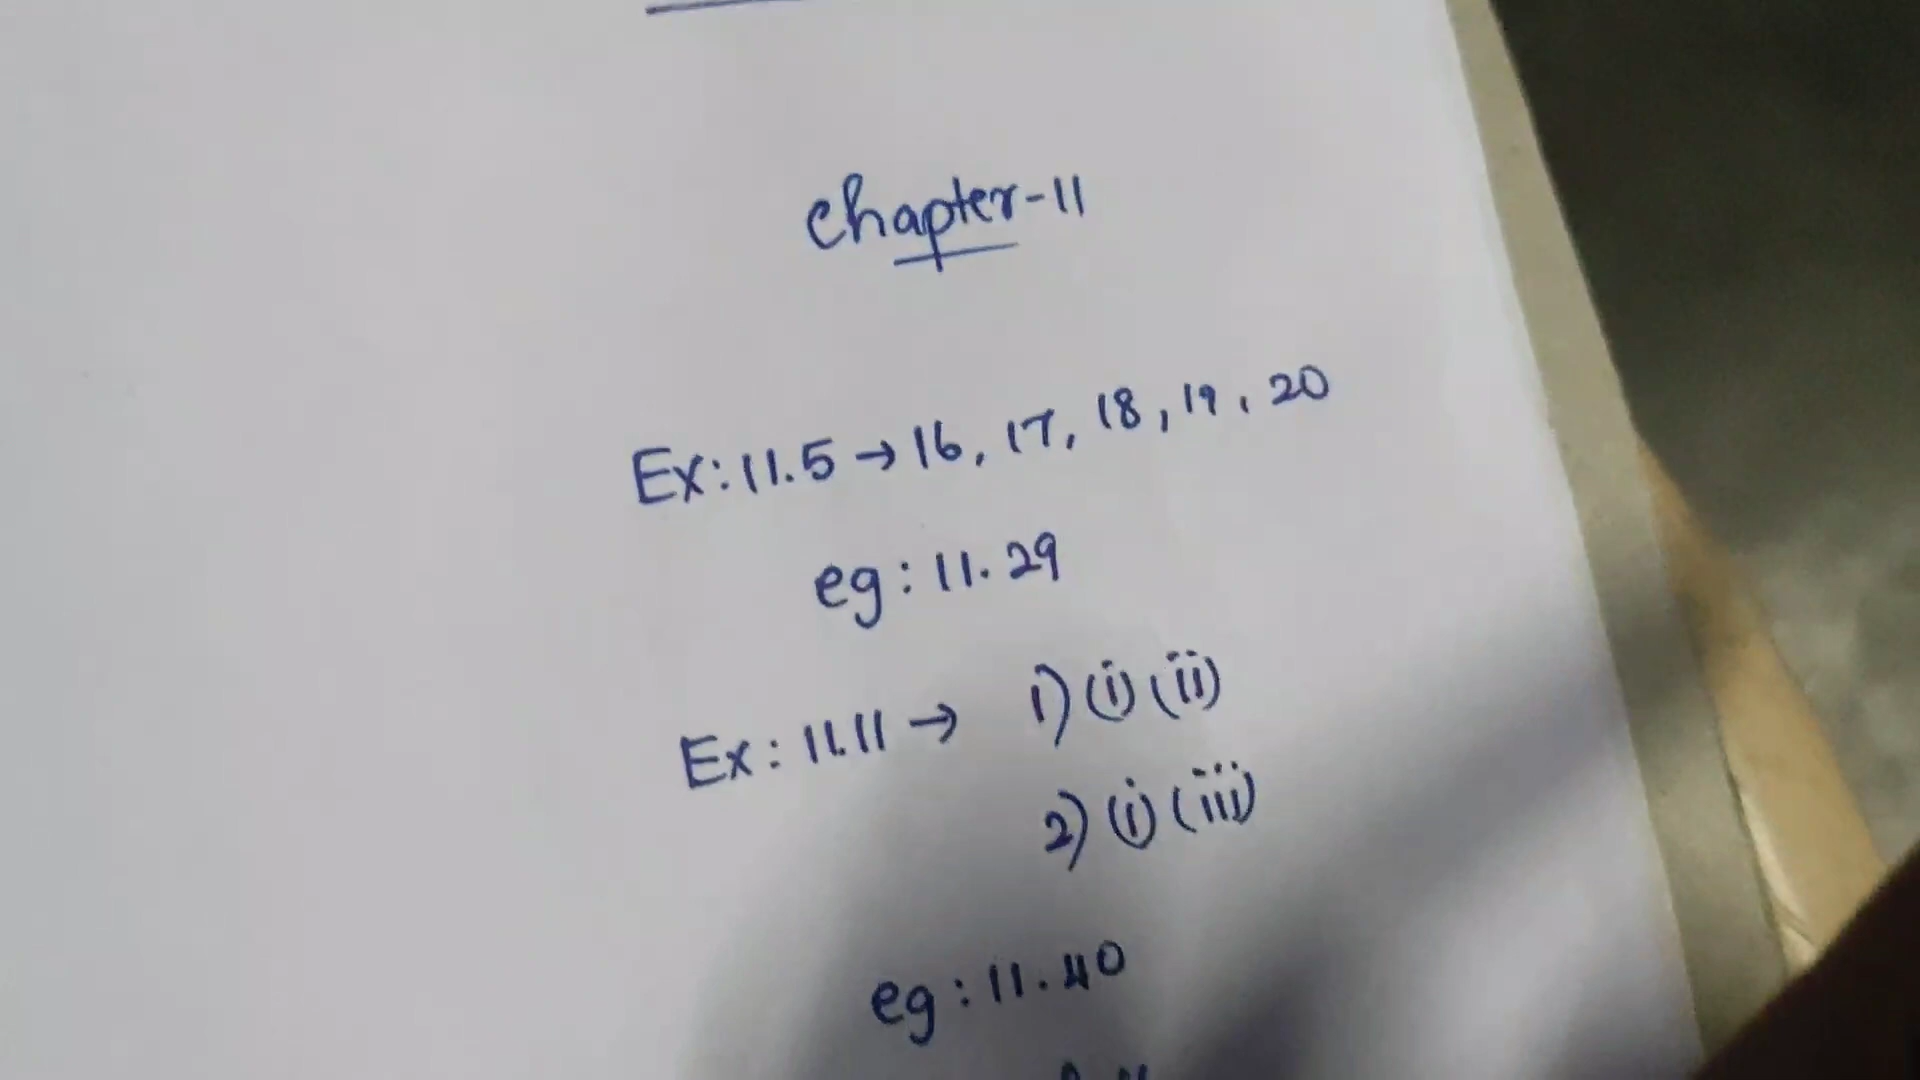 Chapter-11
Ex: 11.5 → 16, 17, 18, 19, 20
eg: 11.29
Ex: 11.11 → 1) (i) (ii)
2) (i) (iii)
eg: 11.40